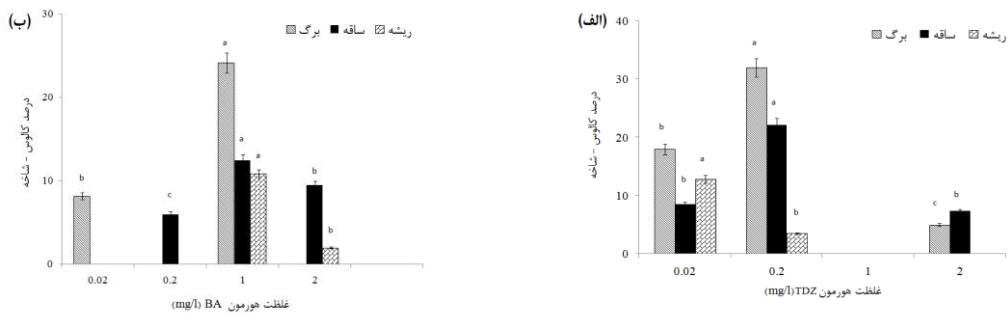 (الف)
برگ ساقه ریشه
40
30
20
10
0
درصد کالوس - شاخه
b
b
a
a
a
b
c
b
0.02 0.2 1 2
غلظت هورمون TDZ (mg/l)
(ب)
برگ ساقه ریشه
30
20
10
0
درصد کالوس - شاخه
b
c
a
a
a
b
b
0.02 0.2 1 2
غلظت هورمون BA (mg/l)